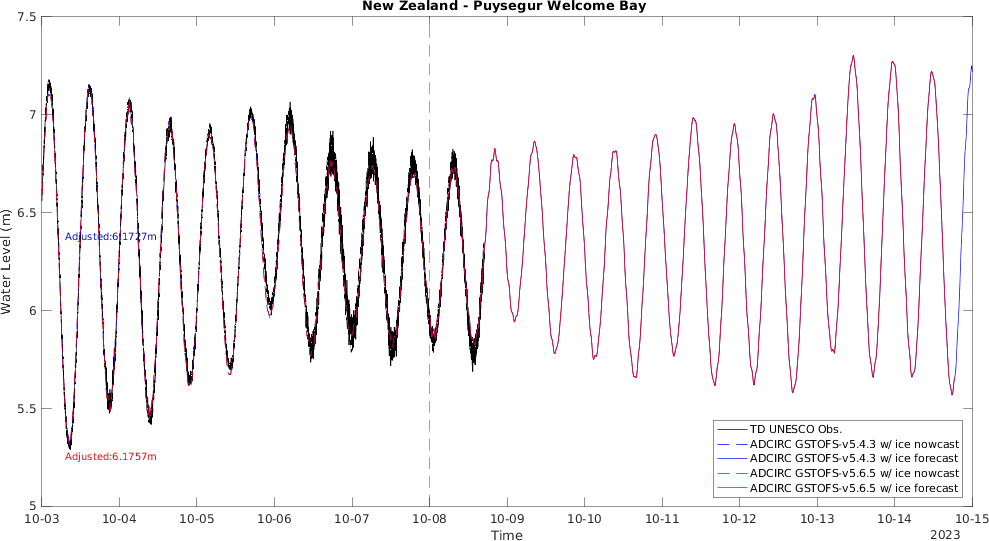 New Zealand - Puysegur Welcome Bay
7.5
7
6.5
6
5.5
5
Water Level (m)
Adjusted:6.1727m
Adjusted:6.1757m
TD UNESCO Obs.
ADCIRC GSTOFS-v5.4.3 w/ ice nowcast
ADCIRC GSTOFS-v5.4.3 w/ ice forecast
ADCIRC GSTOFS-v5.6.5 w/ ice nowcast
ADCIRC GSTOFS-v5.6.5 w/ ice forecast
10-03 10-04 10-05 10-06 10-07 10-08 10-09 10-10 10-11 10-12 10-13 10-14 10-15
Time
2023